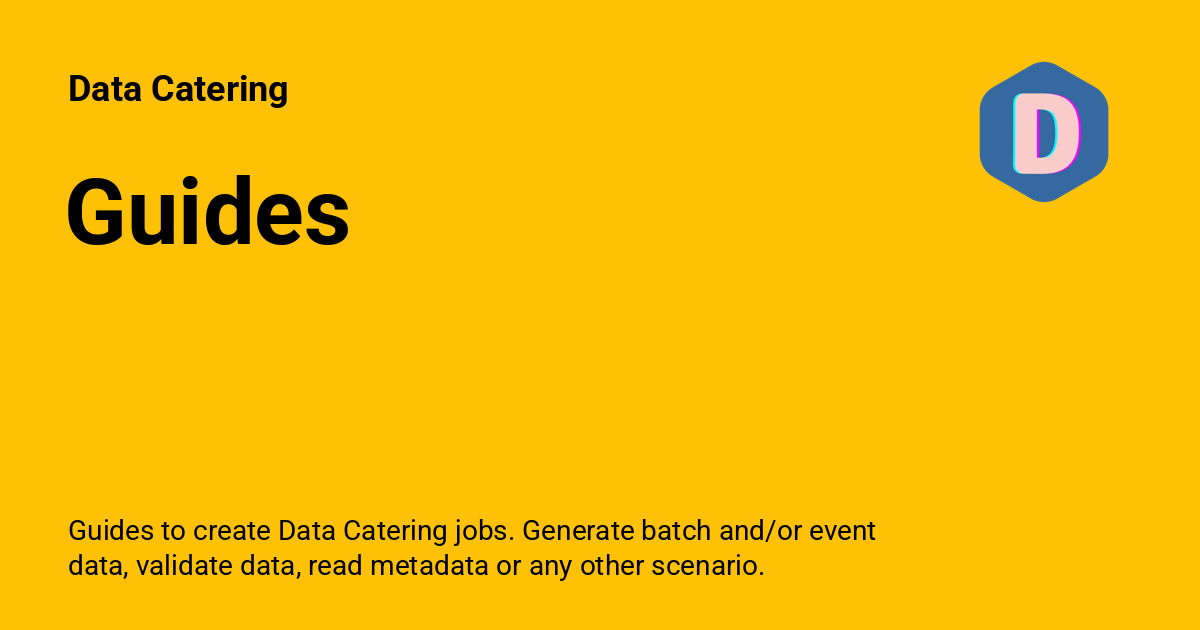 Data Catering
D
Guides
Guides to create Data Catering jobs. Generate batch and/or event
data, validate data, read metadata or any other scenario.